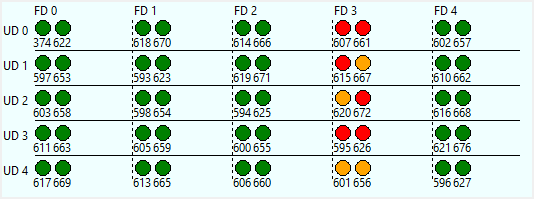 FD 0 FD 1 FD 2 FD 3 FD 4
UD 0
374 622 618 670 614 666 607 661 602 657
UD 1
597 653 593 623 619 671 615 667 610 662
UD 2
603 658 598 654 594 625 620 672 616 668
UD 3
611 663 605 659 600 655 595 626 621 676
UD 4
617 669 613 665 606 660 601 656 596 627